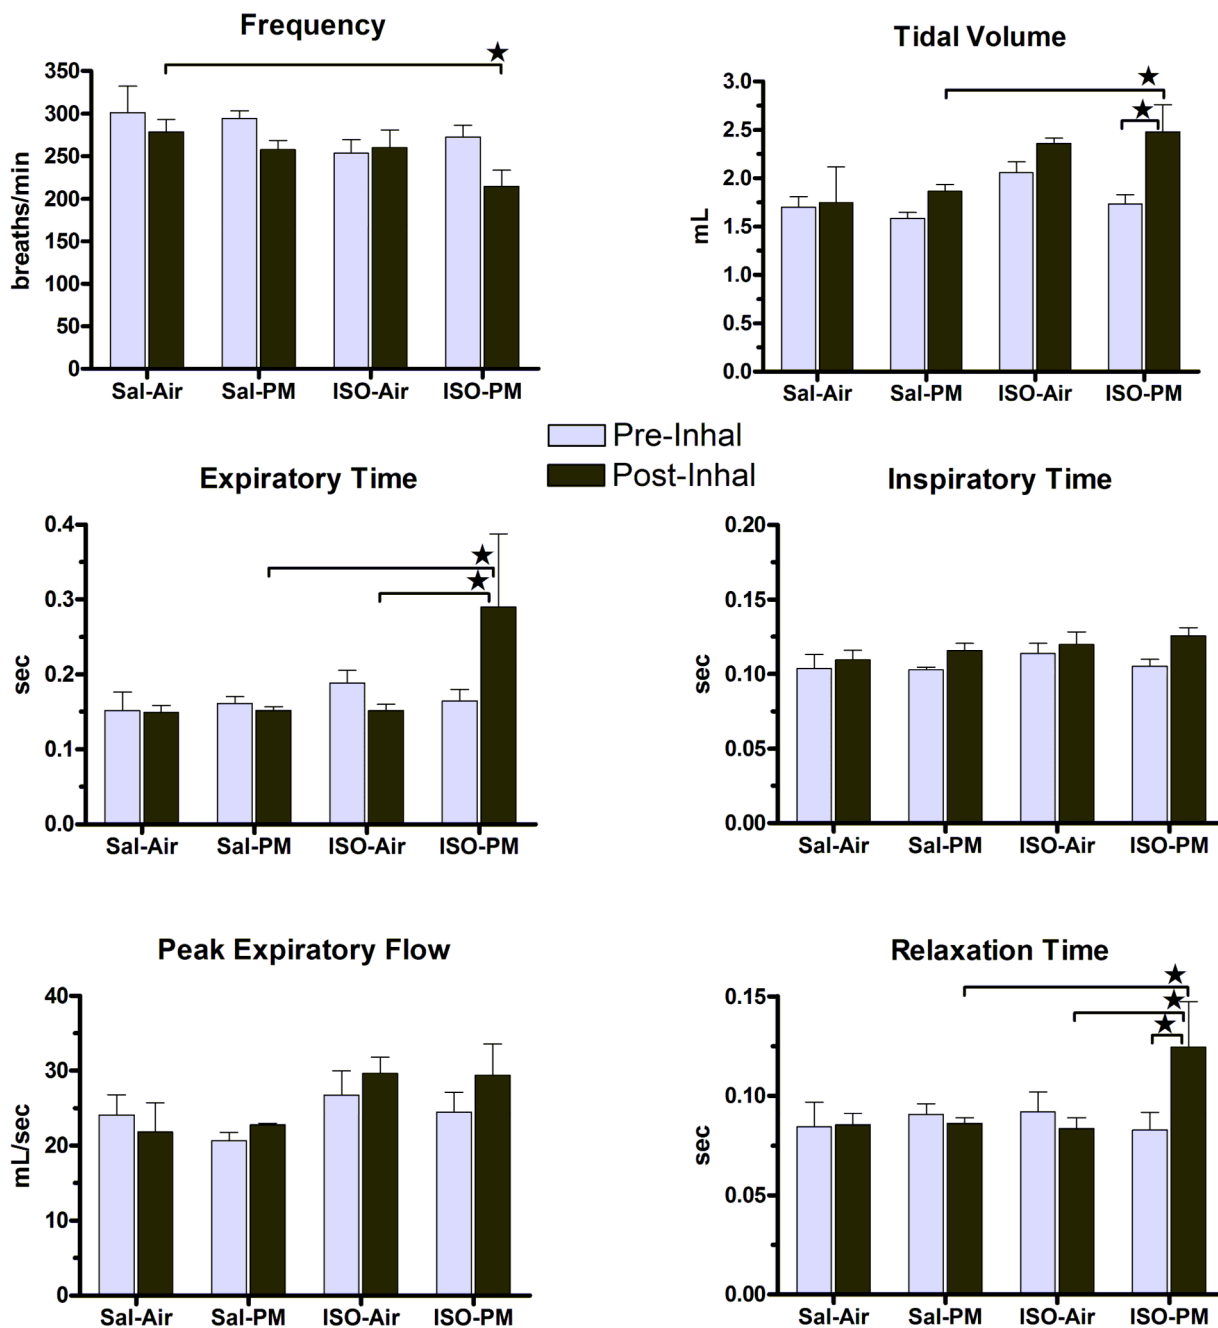 Frequency
350
300
250
200
150
100
50
0
breaths/min
Sal-Air Sal-PM ISO-Air ISO-PM
Tidal Volume
3.0
2.5
2.0
1.5
1.0
0.5
0.0
mL
Sal-Air Sal-PM ISO-Air ISO-PM
Pre-Inhal
Post-Inhal
Expiratory Time
0.4
0.3
0.2
0.1
0.0
sec
Sal-Air Sal-PM ISO-Air ISO-PM
Inspiratory Time
0.20
0.15
0.10
0.05
0.00
sec
Sal-Air Sal-PM ISO-Air ISO-PM
Peak Expiratory Flow
40
30
20
10
0
mL/sec
Sal-Air Sal-PM ISO-Air ISO-PM
Relaxation Time
0.15
0.10
0.05
0.00
sec
Sal-Air Sal-PM ISO-Air ISO-PM